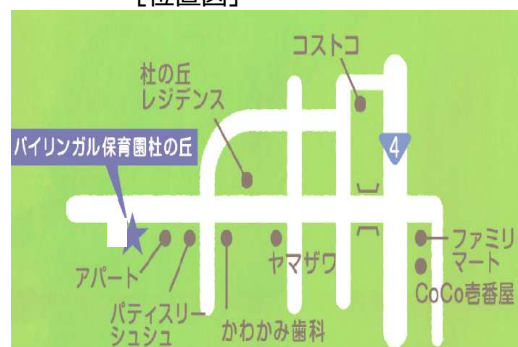 [位置図]
コストコ
杜の丘
レジデンス
バイリンガル保育園杜の丘
4
アパート
パティスリー
シュシュ
かわかみ歯科
ヤマザワ
ファミリ
マート
CoCo壱番屋